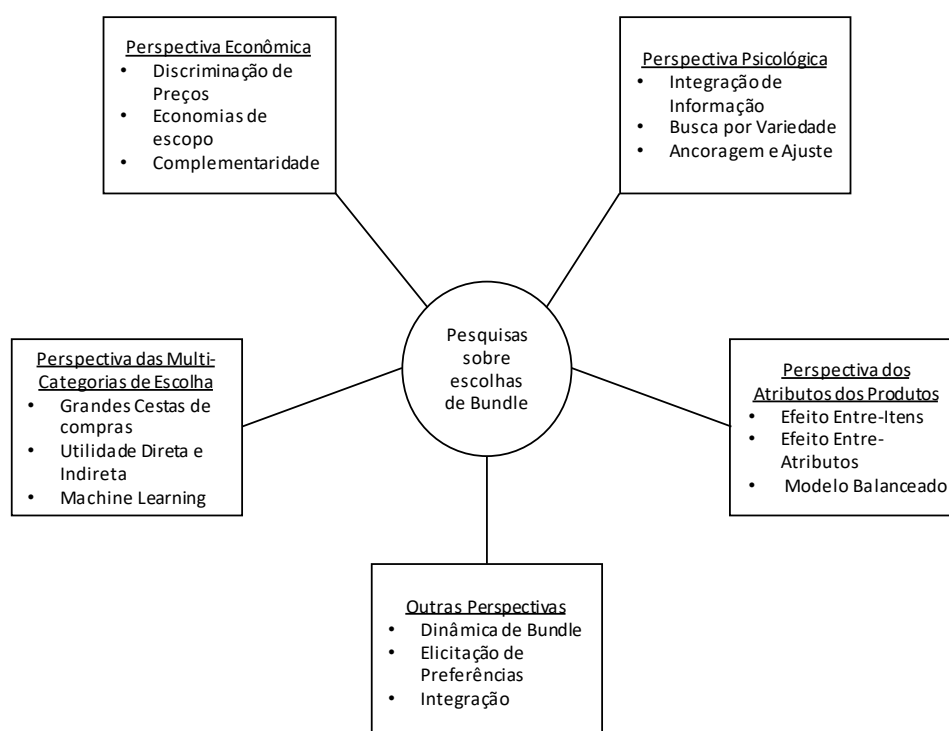 Perspectiva Econômica
• Discriminação de
Preços
• Economias de
escopo
• Complementaridade
Perspectiva Psicológica
• Integração de
Informação
• Busca por Variedade
• Ancoragem e Ajuste
Pesquisas
sobre
escolhas
de Bundle
Perspectiva das Multi-
Categorias de Escolha
• Grandes Cestas de
compras
• Utilidade Direta e
Indireta
• Machine Learning
Perspectiva dos
Atributos dos Produtos
• Efeito Entre-Itens
• Efeito Entre-
Atributos
• Modelo Balanceado
Outras Perspectivas
• Dinâmica de Bundle
• Elicitação de
Preferências
• Integração